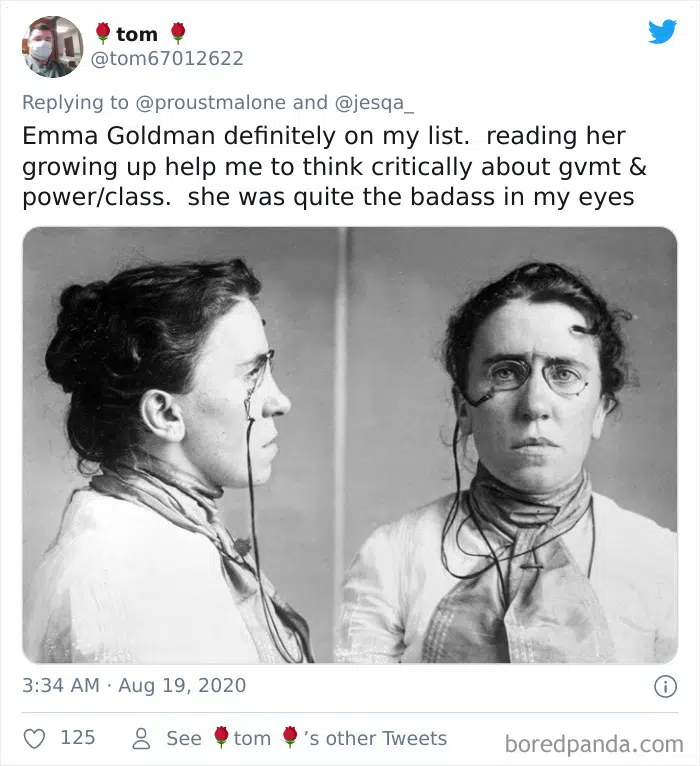 🌹tom 🌹
@tom67012622
Replying to @proustmalone and @jesqa_
Emma Goldman definitely on my list.  reading her
growing up help me to think critically about gvmt &
power/class.  she was quite the badass in my eyes
3:34 AM · Aug 19, 2020
125 See 🌹tom 🌹's other Tweets
boredpanda.com